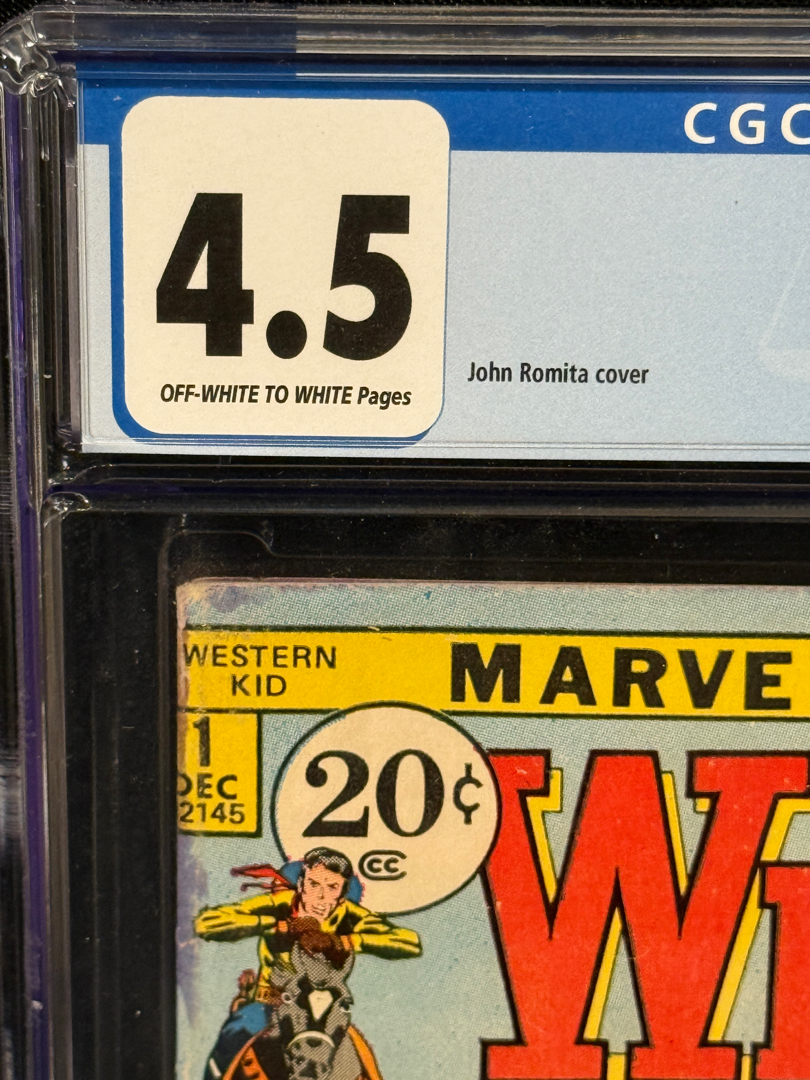 CGC
4.5
OFF-WHITE TO WHITE Pages
John Romita cover
WESTERN
KID
MARVE
1
DEC
2145
20¢
CC
W